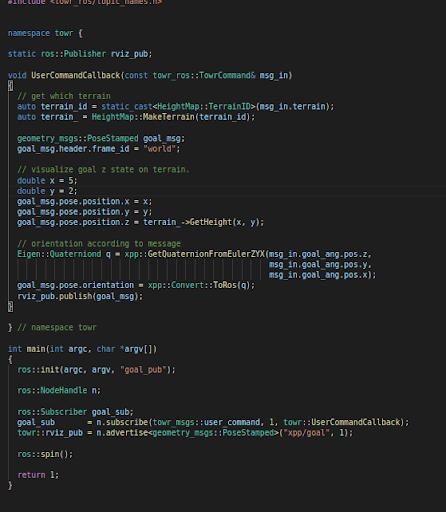 #include <towr_ros/topic_names.h>
namespace towr {
static ros::Publisher rviz_pub;
void UserCommandCallback(const towr_ros::TowrCommand& msg_in)
{
// get which terrain
auto terrain_id = static_cast<HeightMap::TerrainID>(msg_in.terrain);
auto terrain_ = HeightMap::MakeTerrain(terrain_id);
geometry_msgs::PoseStamped goal_msg;
goal_msg.header.frame_id = "world";
// visualize goal z state on terrain.
double x = 5;
double y = 2;
goal_msg.pose.position.x = x;
goal_msg.pose.position.y = y;
goal_msg.pose.position.z = terrain_->GetHeight(x, y);
// orientation according to message
Eigen::Quaterniond q = xpp::GetQuaternionFromEulerZYX(msg_in.goal_ang.pos.z,
msg_in.goal_ang.pos.y,
msg_in.goal_ang.pos.x);
goal_msg.pose.orientation = xpp::Convert::ToRos(q);
rviz_pub.publish(goal_msg);
}
} // namespace towr
int main(int argc, char *argv[])
{
ros::init(argc, argv, "goal_pub");
ros::NodeHandle n;
ros::Subscriber goal_sub;
goal_sub = n.subscribe(towr_msgs::user_command, 1, towr::UserCommandCallback);
towr::rviz_pub = n.advertise<geometry_msgs::PoseStamped>("xpp/goal", 1);
ros::spin();
return 1;
}